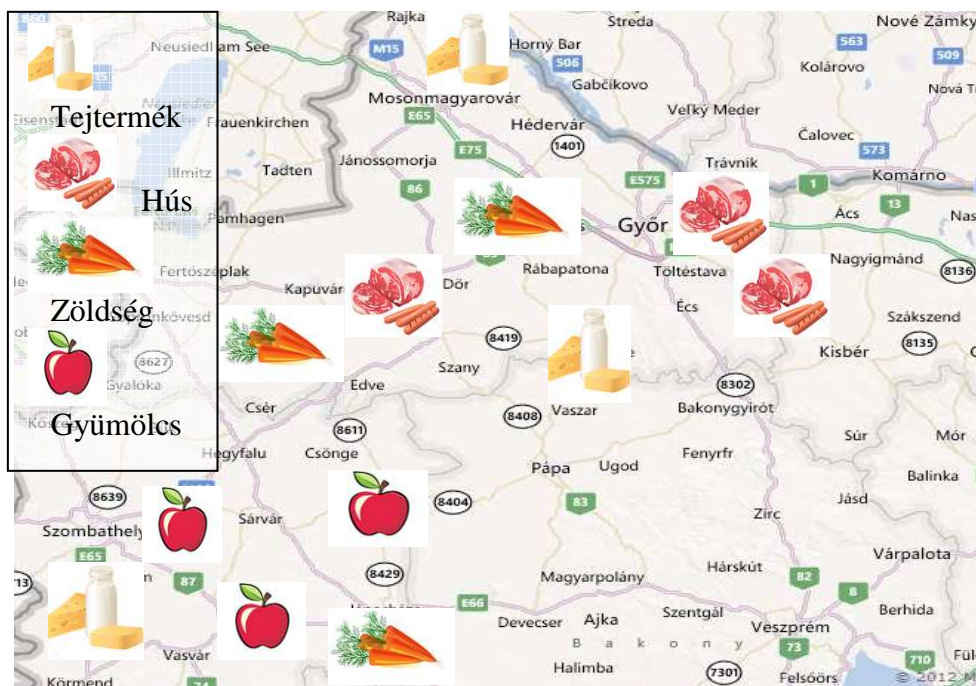 Tejtermék
Hús
Zöldség
Gyümölcs
Rajka
Streda
Nové Zámky
Neusiedl am See
M15
Horný Bar
563
506
Kolárovo
509
Gabčíkovo
Mosonmagyaróvár
Veľký Meder
E65
Hédervár
Frauenkirchen
Čalovec
E75
1401
573
Jánossomorja
Trávnik
Illmitz
Tadten
86
E575
Komárno
1
13
Pamhagen
Ács
Győr
Fertőszéplak
Rábapatona
Töltéstava
Nagyigmánd
8136
Kapuvár
Dör
Écs
Szákszend
8419
8135
Kisbér
8627
Szany
Gyalóka
Edve
8302
Csér
8408
Vaszar
Bakonygyirót
8611
Súr
Mór
Hegyfalu
Csönge
Fenyrfr
Pápa
Ugod
Balinka
8639
8404
83
Jásd
Sárvár
Zirc
Szombathely
E65
Várpalota
8429
Hárskút
87
Magyarpolány
82
8
E66
Szentgál
Berhida
Devecser
Ajka
Veszprém
Bakony
73
Vasvár
Halimba
7301
710
Körmend
74
Felsőörs
© 2012 M